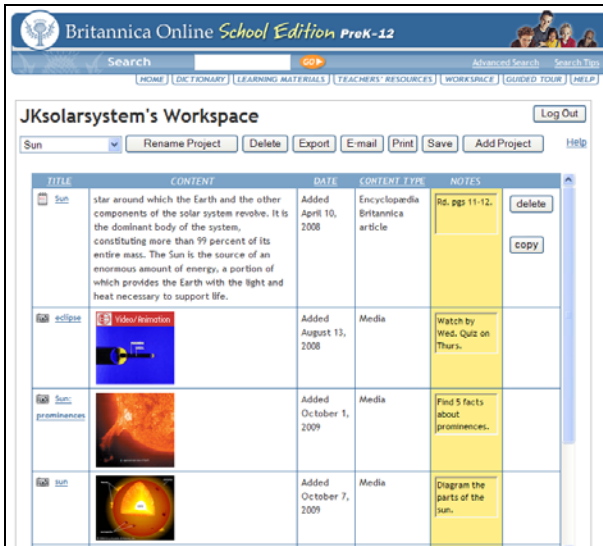 Britannica Online School Edition PreK-12
Search
GO
Advanced Search
Search Tips
HOME
DICTIONARY
LEARNING MATERIALS
TEACHERS' RESOURCES
WORKSPACE
GUIDED TOUR
HELP
JKsolarsystem's Workspace
Log Out
Sun
Rename Project
Delete
Export
E-mail
Print
Save
Add Project
Help
TITLE
CONTENT
DATE
CONTENT TYPE
NOTES
Sun
star around which the Earth and the other
components of the solar system revolve. It is
the dominant body of the system,
constituting more than 99 percent of its
entire mass. The Sun is the source of an
enormous amount of energy, a portion of
which provides the Earth with the light and
heat necessary to support life.
Added
April 10,
2008
Encyclopædia
Britannica
article
Rd. pgs 11-12.
delete
copy
eclipse
Video/Animation
Added
August 13,
2008
Media
Watch by
Wed. Quiz on
Thurs.
Sun:
prominences
Added
October 1,
2009
Media
Find 5 facts
about
prominences.
sun
Added
October 7,
2009
Media
Diagram the
parts of the
sun.